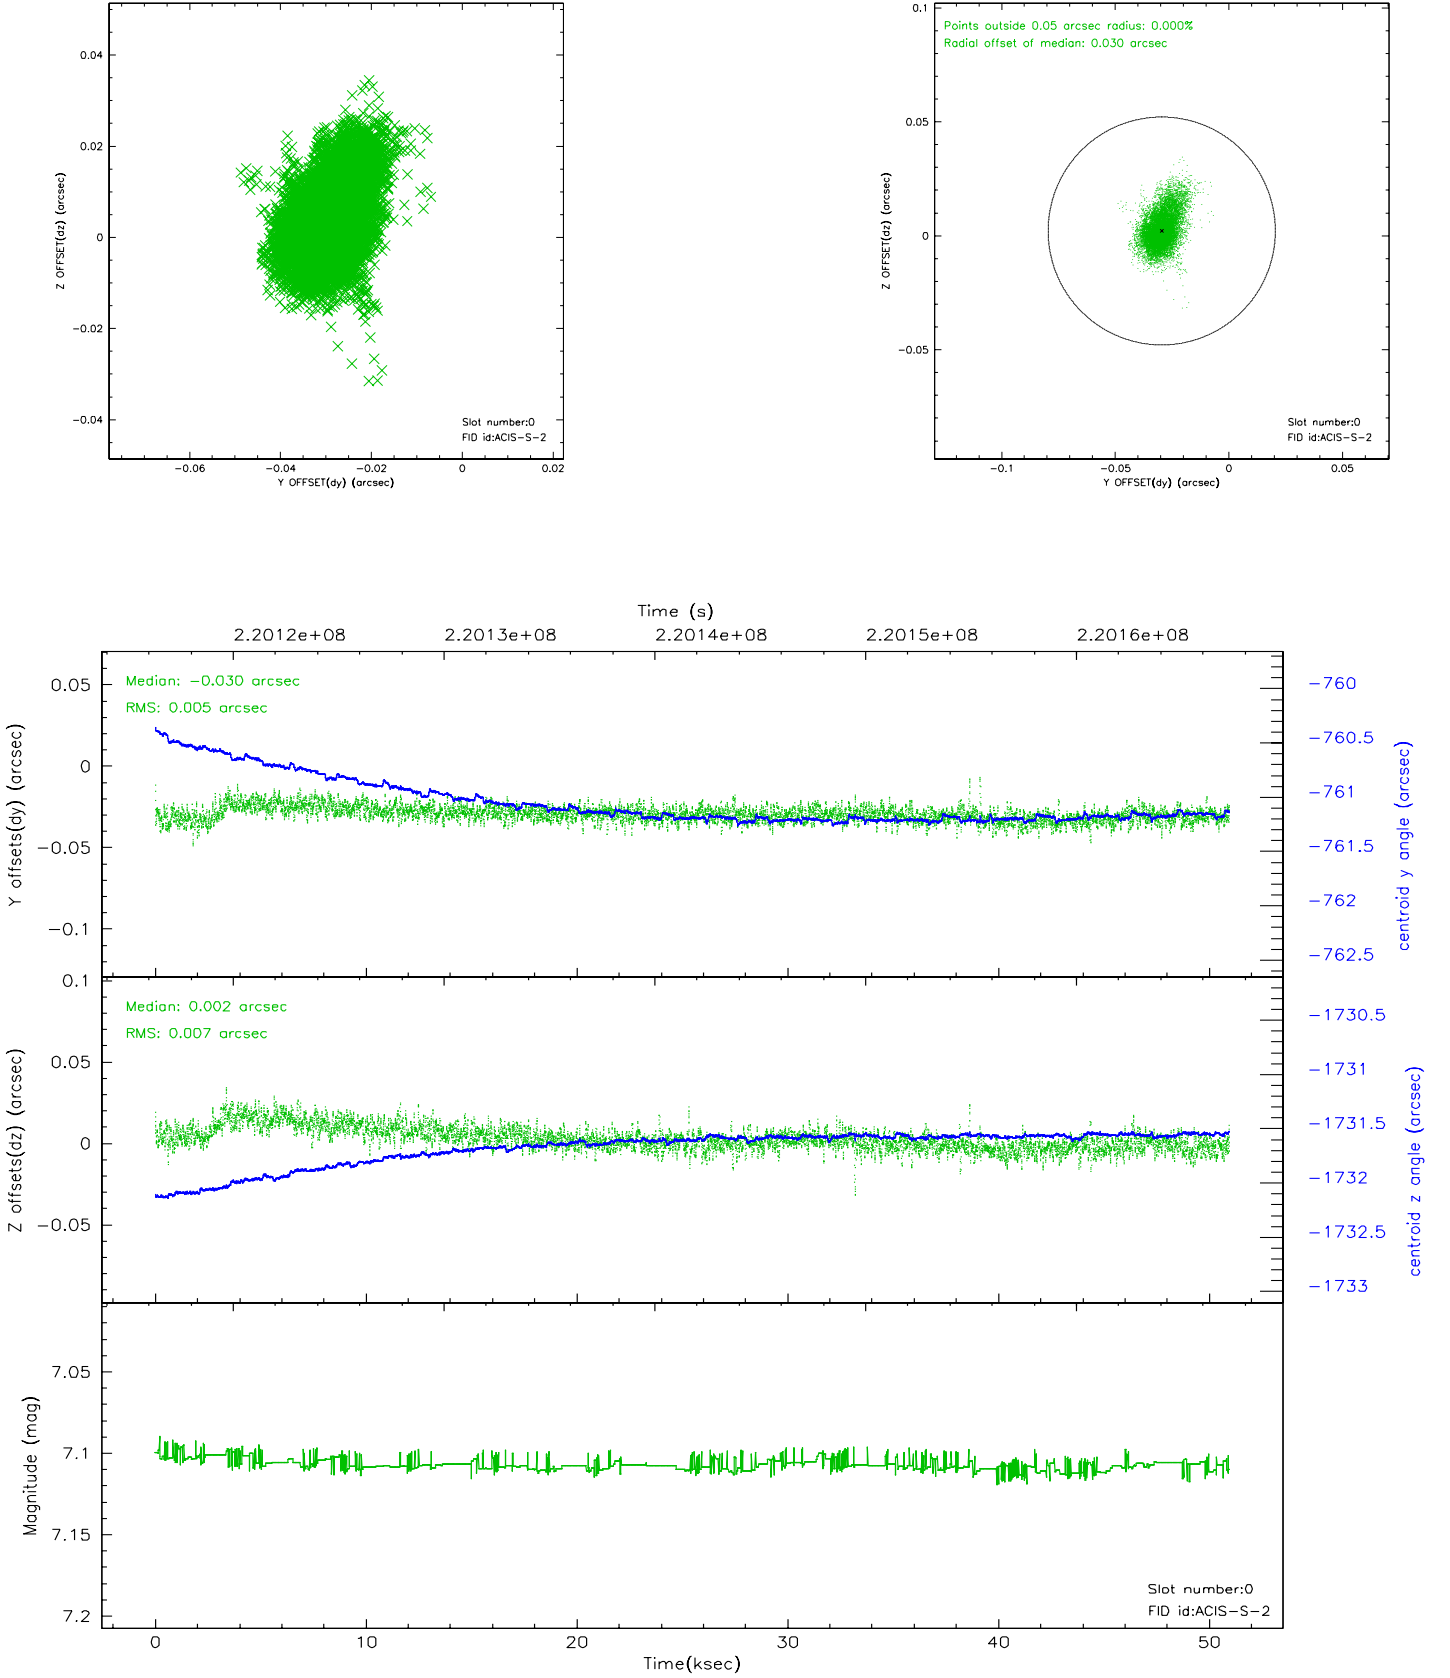 0.04
0.02
0
-0.02
-0.04
Z OFFSET(dz) (arcsec)
-0.06
-0.04
-0.02
0
0.02
Y OFFSET(dy) (arcsec)
Slot number:0
FID id:ACIS-S-2
Points outside 0.05 arcsec radius: 0.000%
Radial offset of median: 0.030 arcsec
0.1
0.05
0
-0.05
Z OFFSET(dz) (arcsec)
-0.1
-0.05
0
0.05
Y OFFSET(dy) (arcsec)
Slot number:0
FID id:ACIS-S-2
Time (s)
2.2012e+08
2.2013e+08
2.2014e+08
2.2015e+08
2.2016e+08
Median: -0.030 arcsec
RMS: 0.005 arcsec
0.05
0
-0.05
-0.1
Y offsets(dy) (arcsec)
-760
-760.5
-761
-761.5
-762
-762.5
centroid y angle (arcsec)
Median: 0.002 arcsec
RMS: 0.007 arcsec
0.1
0.05
0
-0.05
Z offsets(dz) (arcsec)
-1730.5
-1731
-1731.5
-1732
-1732.5
-1733
centroid z angle (arcsec)
7.05
7.1
7.15
7.2
Magnitude (mag)
Slot number:0
FID id:ACIS-S-2
0
10
20
30
40
50
Time(ksec)